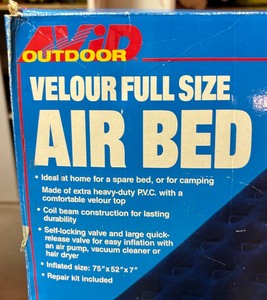 AViD
OUTDOOR
VELOUR FULL SIZE
AIR BED
• Ideal at home for a spare bed, or for camping
Made of extra heavy-duty P.V.C. with a
comfortable velour top
• Coil beam construction for lasting
durability
• Self-locking valve and large quick-
release valve for easy inflation with
an air pump, vacuum cleaner or
hair dryer
• Inflated size: 75"x52"x7"
• Repair kit included